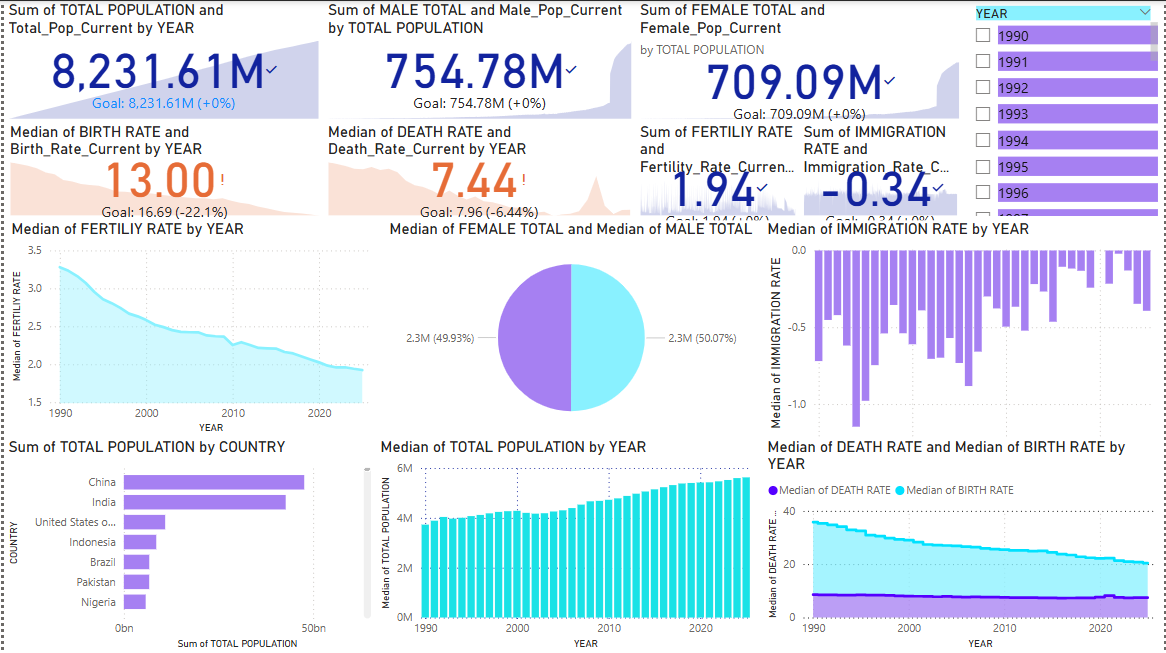 Sum of TOTAL POPULATION and
Total_Pop_Current by YEAR
8,231.61M
Goal: 8,231.61M (+0%)
Sum of MALE TOTAL and Male_Pop_Current
by TOTAL POPULATION
754.78M
Goal: 754.78M (+0%)
Sum of FEMALE TOTAL and
Female_Pop_Current
by TOTAL POPULATION
709.09M
Goal: 709.09M (+0%)
YEAR
1990
1991
1992
1993
1994
1995
1996
1997
Median of BIRTH RATE and
Birth_Rate_Current by YEAR
13.00!
Goal: 16.69 (-22.1%)
Median of DEATH RATE and
Death_Rate_Current by YEAR
7.44!
Goal: 7.96 (-6.44%)
Sum of FERTILIY RATE
and
Fertility_Rate_Curren...
1.94
Goal: 1.94 (+0%)
Sum of IMMIGRATION
RATE and
Immigration_Rate_C...
-0.34
Goal: -0.34 (+0%)
Median of FERTILIY RATE by YEAR
Median of FERTILIY RATE
3.5
3.0
2.5
2.0
1.5
1990
2000
2010
2020
YEAR
Median of FEMALE TOTAL and Median of MALE TOTAL
2.3M (49.93%)
2.3M (50.07%)
Median of IMMIGRATION RATE by YEAR
Median of IMMIGRATION RATE
0.0
-0.5
-1.0
Sum of TOTAL POPULATION by COUNTRY
COUNTRY
China
India
United States o...
Indonesia
Brazil
Pakistan
Nigeria
0bn
50bn
Sum of TOTAL POPULATION
Median of TOTAL POPULATION by YEAR
Median of TOTAL POPULATION
6M
4M
2M
0M
1990
2000
2010
2020
YEAR
Median of DEATH RATE and Median of BIRTH RATE by
YEAR
Median of DEATH RATE
Median of BIRTH RATE
Median of DEATH RATE ...
40
20
0
1990
2000
2010
2020
YEAR